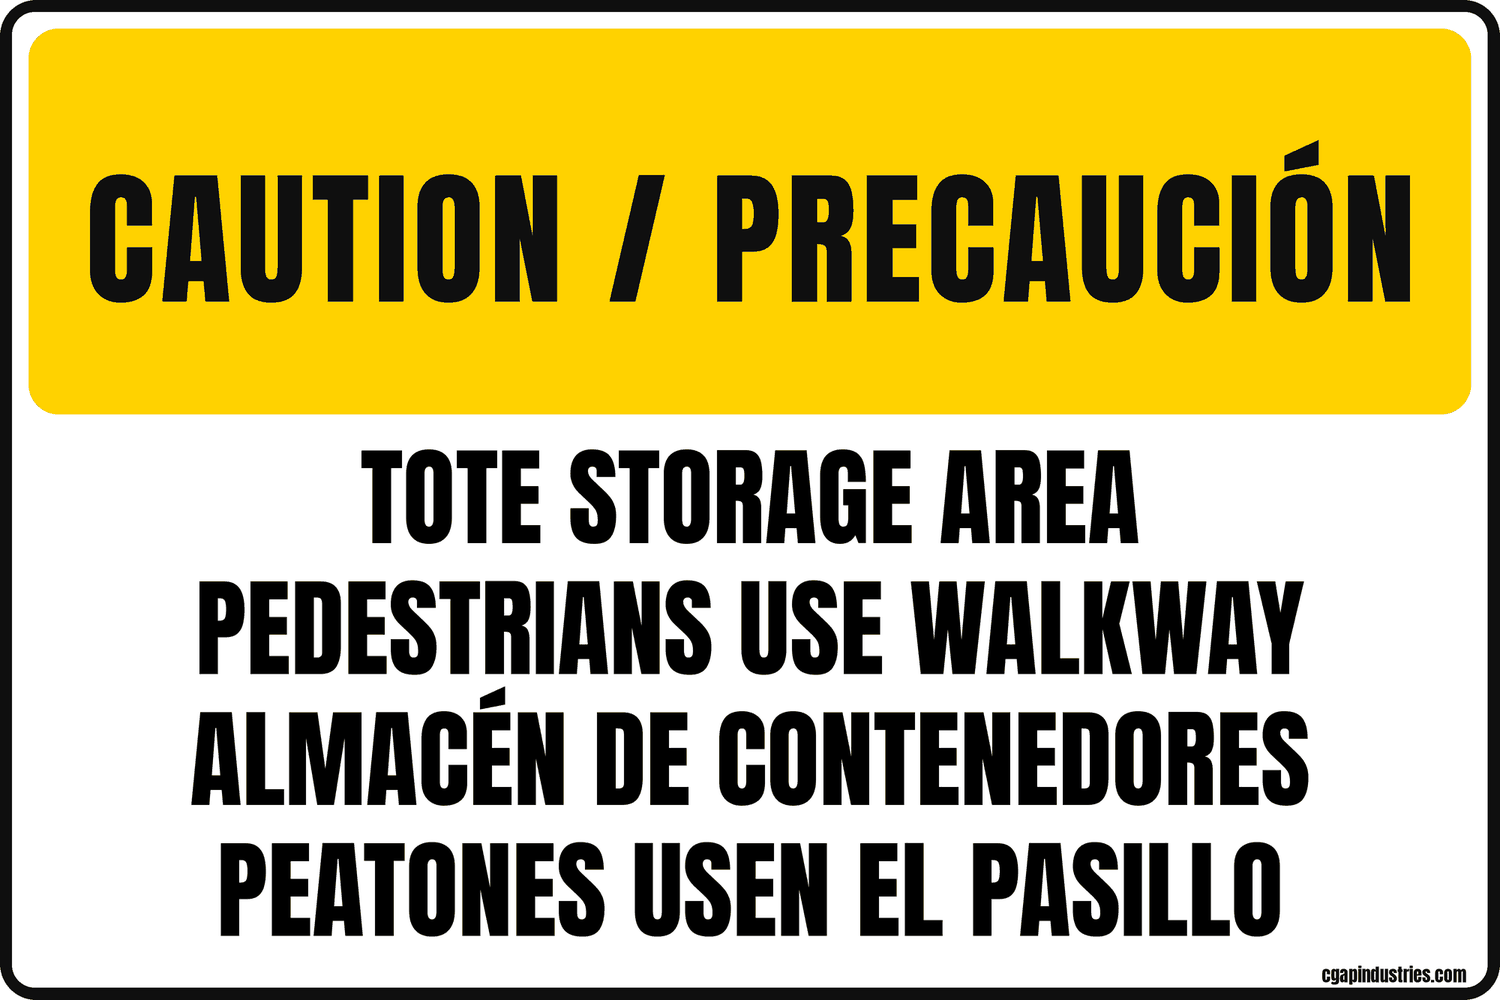 CAUTION / PRECAUCIÓN
TOTE STORAGE AREA
PEDESTRIANS USE WALKWAY
ALMACÉN DE CONTENEDORES
PEATONES USEN EL PASILLO
cgapindustries.com